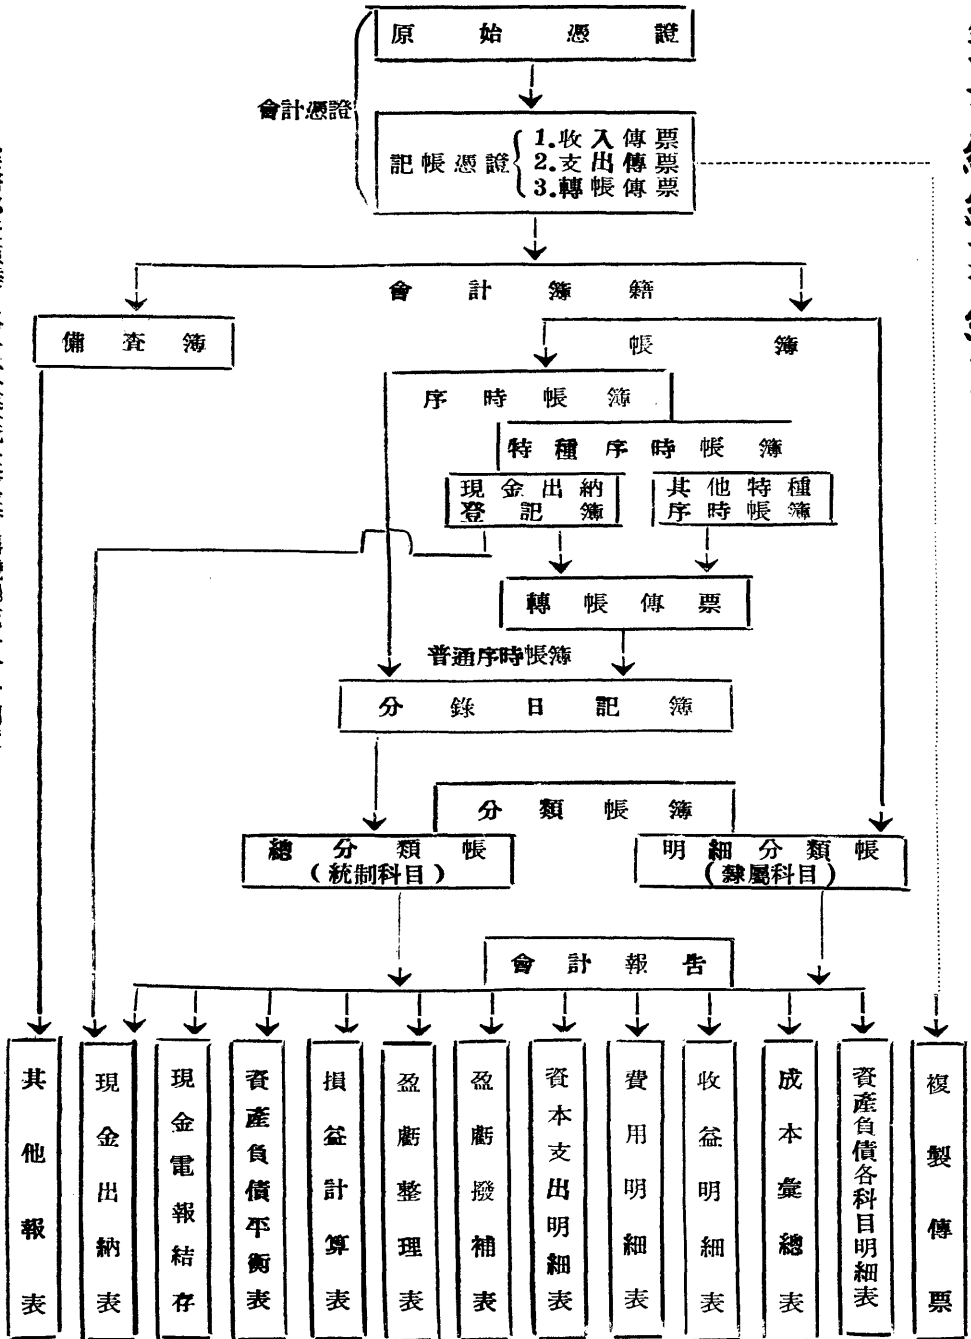 原始憑證
會計憑證
記帳憑證
1.收入傳票
2.支出傳票
3.轉帳傳票
會計簿籍
備查簿
帳簿
序時帳簿
特種序時帳簿
現金出納
登記簿
其他特種
序時帳簿
轉帳傳票
普通序時帳簿
分錄日記簿
分類帳簿
總分類帳
(統制科目)
明細分類帳
(隸屬科目)
會計報告
其他報表
現金出納表
現金電報結存
資產負債平衡表
損益計算表
盈虧整理表
盈虧撥補表
資本支出明細表
費用明細表
收益明細表
成本彙總表
資產負債各科目明細表
複製傳票